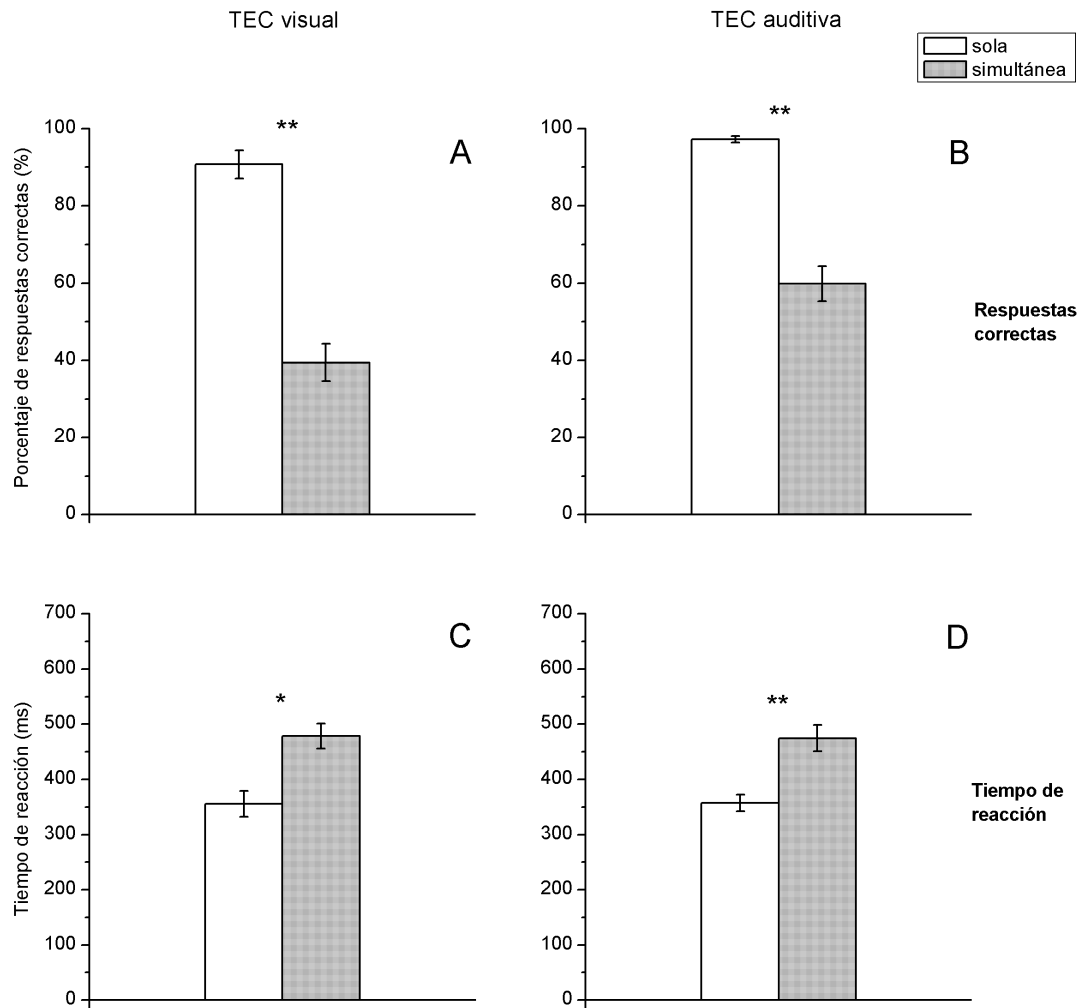 TEC visual
TEC auditiva
sola
simultánea
**
**
A
B
Porcentaje de respuestas correctas (%)
100
80
60
40
20
0
100
80
60
40
20
0
Respuestas
correctas
C
D
*
**
Tiempo de reacción (ms)
700
600
500
400
300
200
100
0
700
600
500
400
300
200
100
0
Tiempo de
reacción